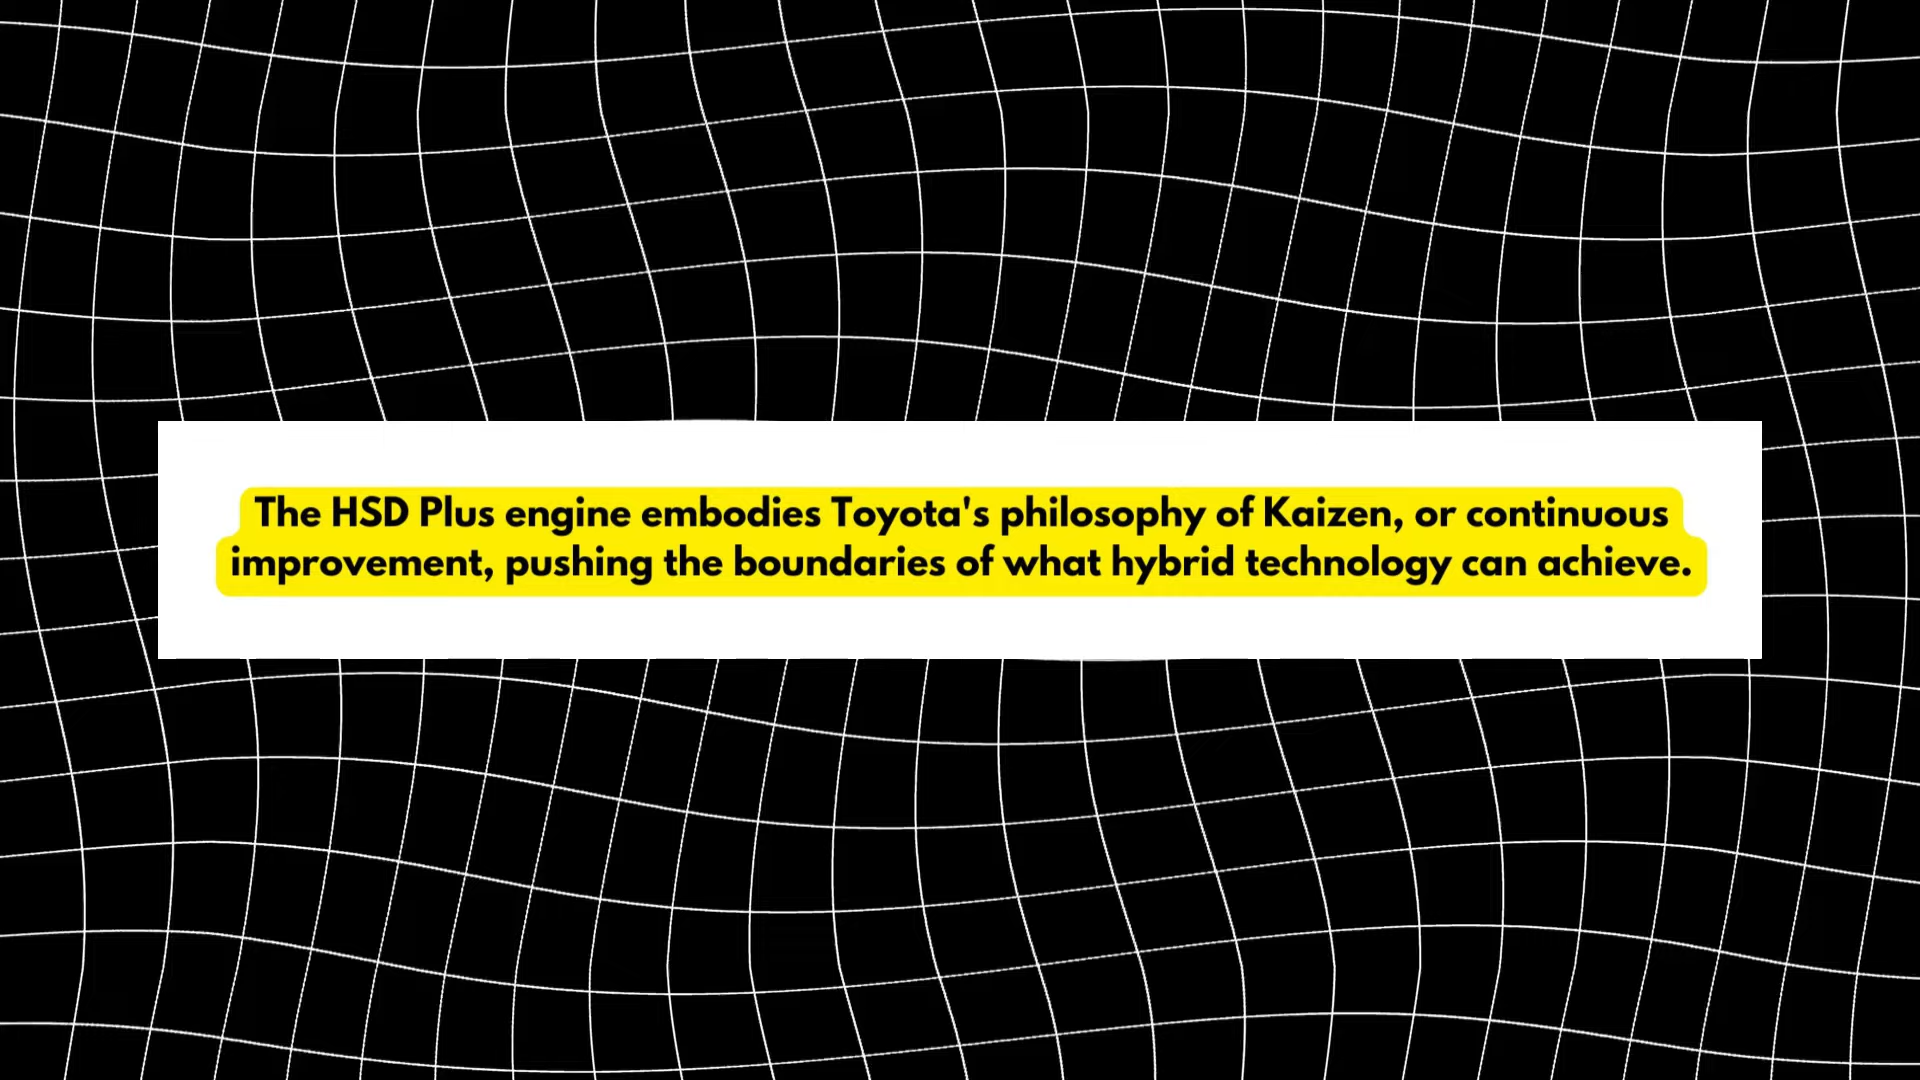 The HSD Plus engine embodies Toyota's philosophy of Kaizen, or continuous
improvement, pushing the boundaries of what hybrid technology can achieve.